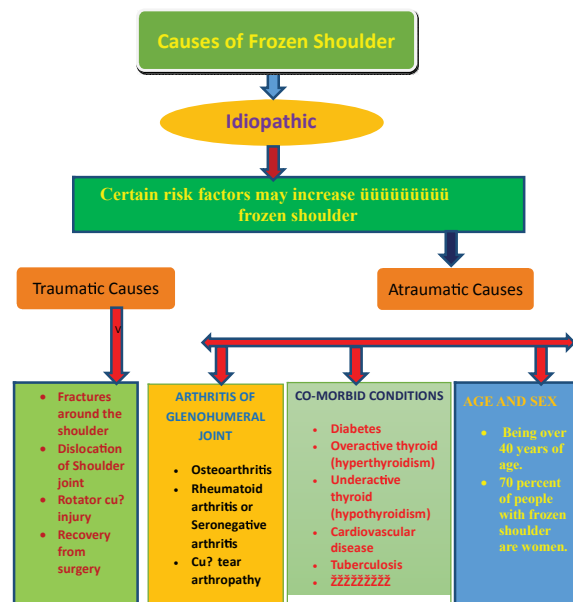 Causes of Frozen Shoulder
Idiopathic
Certain risk factors may increase üüüüüüüüüü
frozen shoulder
Traumatic Causes
Atraumatic Causes
v
• Fractures
around the
shoulder
• Dislocation
of Shoulder
joint
• Rotator cu?
injury
• Recovery
from
surgery
ARTHRITIS OF
GLENOHUMERAL
JOINT
• Osteoarthritis
• Rheumatoid
arthritis or
Seronegative
arthritis
• Cu? tear
arthropathy
CO-MORBID CONDITIONS
• Diabetes
• Overactive thyroid
(hyperthyroidism)
• Underactive
thyroid
(hypothyroidism)
• Cardiovascular
disease
• Tuberculosis
• ŽŽŽŽŽŽŽŽŽ
AGE AND SEX
• Being over
40 years of
age.
• 70 percent
of people
with frozen
shoulder
are women.